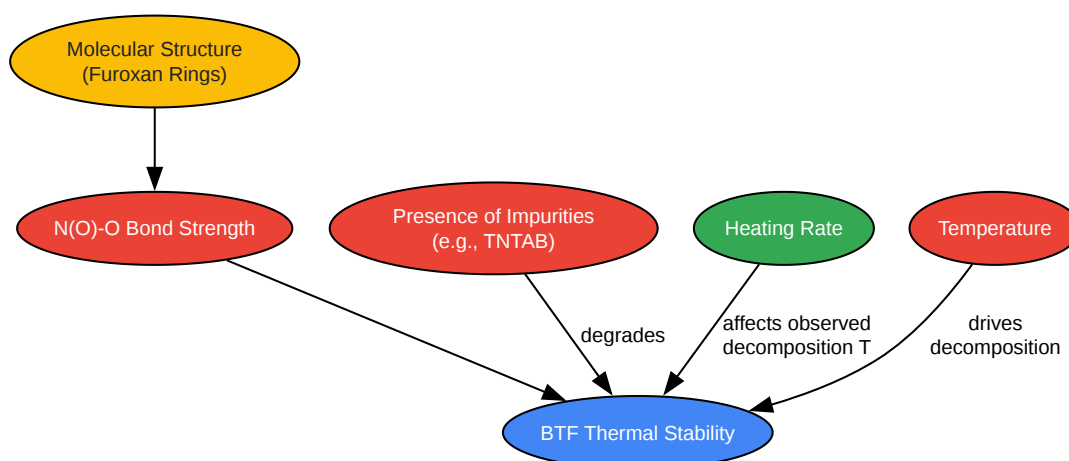 Molecular Structure
(Furoxan Rings)
N(O)-O Bond Strength
Presence of Impurities
(e.g., TNTAB)
Heating Rate
Temperature
degrades
affects observed
decomposition T
drives
decomposition
BTF Thermal Stability